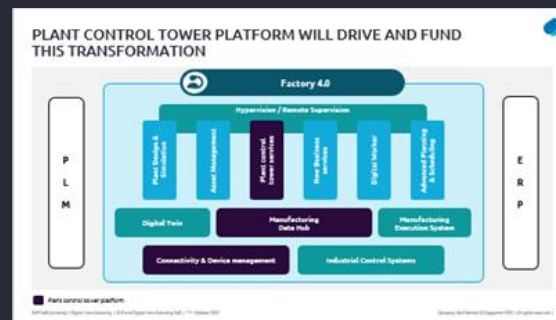 PLANT CONTROL TOWER PLATFORM WILL DRIVE AND FUND
THIS TRANSFORMATION
Factory 4.0
Hypervision / Remote Supervision
P
L
M
Plant Design &
Simulation
Asset Management
Plant control
tower services
New Business
services
Digital Worker
Advanced Planning
& Scheduling
E
R
P
Digital Twin
Manufacturing
Data Hub
Manufacturing
Execution System
Connectivity & Device management
Industrial Control Systems
Plant control tower platform